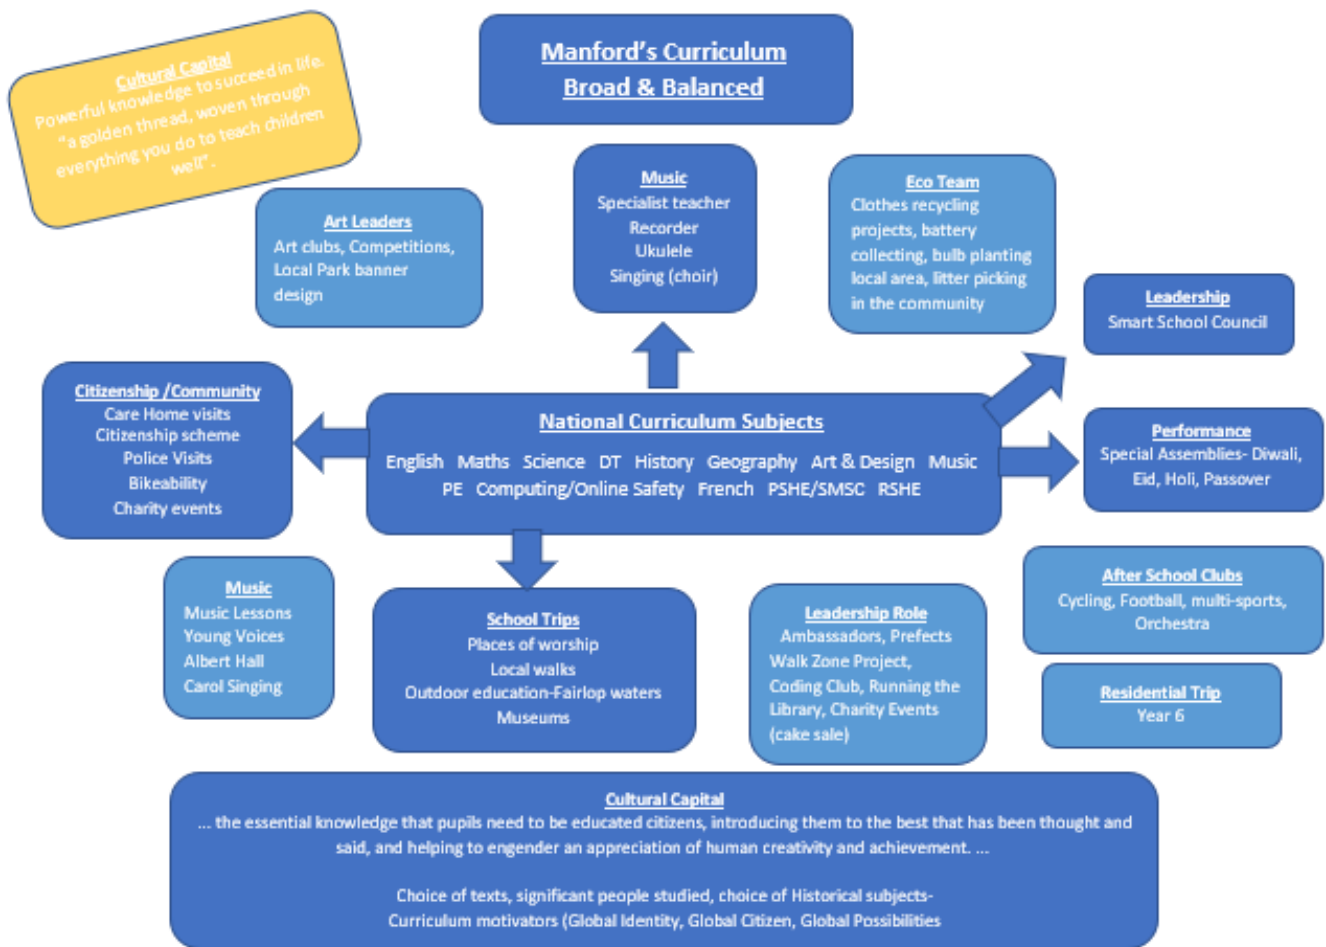 Manford's Curriculum
Broad & Balanced
Cultural Capital
Powerful knowledge to succeed in life.
"a golden thread, woven through
everything you do to teach children
well".
Art Leaders
Art clubs, Competitions,
Local Park banner
design
Music
Specialist teacher
Recorder
Ukulele
Singing (choir)
Eco Team
Clothes recycling
projects, battery
collecting, bulb planting
local area, litter picking
in the community
Leadership
Smart School Council
Citizenship /Community
Care Home visits
Citizenship scheme
Police Visits
Bikeability
Charity events
National Curriculum Subjects
English Maths Science DT History Geography Art & Design Music
PE Computing/Online Safety French PSHE/SMSC RSHE
Performance
Special Assemblies- Diwali,
Eid, Holi, Passover
Music
Music Lessons
Young Voices
Albert Hall
Carol Singing
School Trips
Places of worship
Local walks
Outdoor education-Fairlop waters
Museums
Leadership Role
Ambassadors, Prefects
Walk Zone Project,
Coding Club, Running the
Library, Charity Events
(cake sale)
After School Clubs
Cycling, Football, multi-sports,
Orchestra
Residential Trip
Year 6
Cultural Capital
... the essential knowledge that pupils need to be educated citizens, introducing them to the best that has been thought and
said, and helping to engender an appreciation of human creativity and achievement. ...
Choice of texts, significant people studied, choice of Historical subjects-
Curriculum motivators (Global Identity, Global Citizen, Global Possibilities